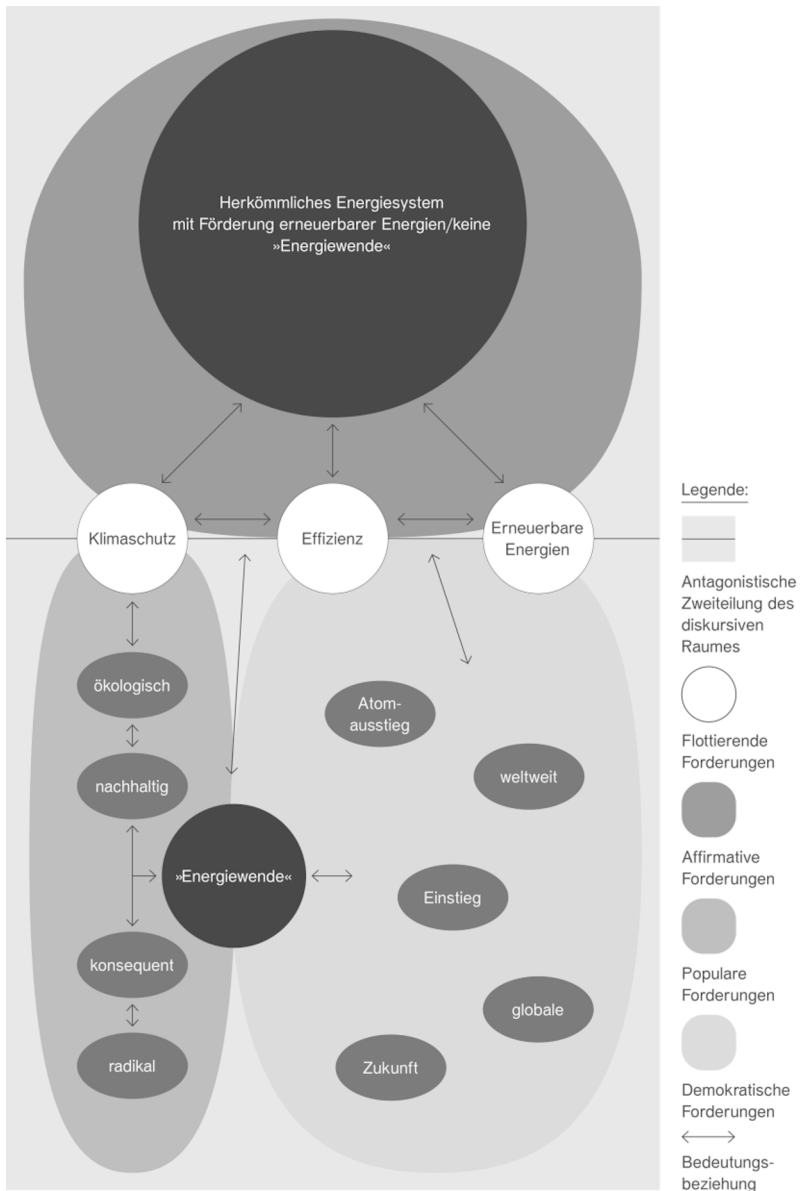 Herkömmliches Energiesystem
mit Förderung erneuerbarer Energien/keine
»Energiewende«
Klimaschutz
Effizienz
Erneuerbare
Energien
ökologisch
nachhaltig
»Energiewende«
konsequent
radikal
Atom-
ausstieg
weltweit
Einstieg
globale
Zukunft
Legende:
Antagonistische
Zweiteilung des
diskursiven
Raumes
Flottierende
Forderungen
Affirmative
Forderungen
Populare
Forderungen
Demokratische
Forderungen
Bedeutungs-
beziehung